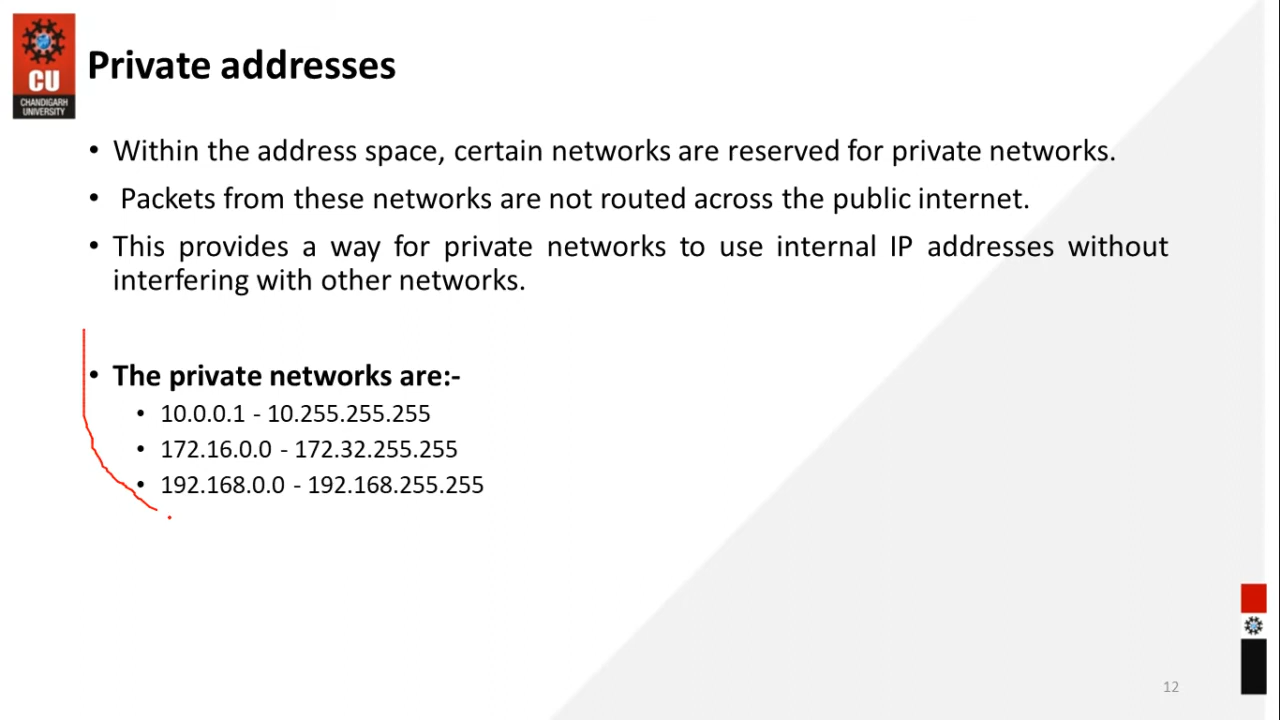 CU
CHANDIGARH
UNIVERSITY
Private addresses
• Within the address space, certain networks are reserved for private networks.
• Packets from these networks are not routed across the public internet.
• This provides a way for private networks to use internal IP addresses without
interfering with other networks.
• The private networks are:-
• 10.0.0.1 - 10.255.255.255
• 172.16.0.0 - 172.32.255.255
• 192.168.0.0 - 192.168.255.255
12